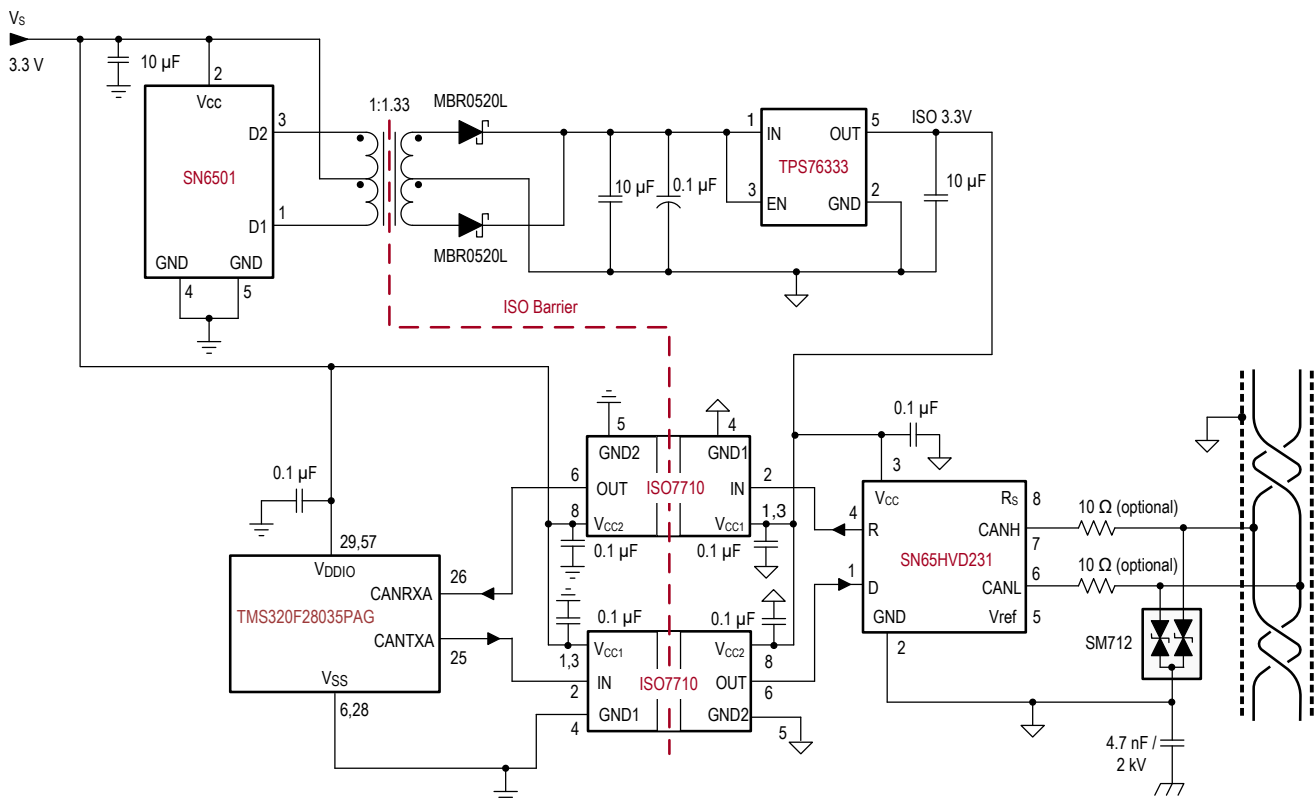 VS
3.3 V
10 µF
2
Vcc
D2
3
SN6501
D1
1
GND
GND
4
5
1:1.33
MBR0520L
MBR0520L
10 µF
0.1 µF
1
IN
OUT
5
TPS76333
3
EN
GND
2
ISO 3.3V
10 µF
ISO Barrier
0.1 µF
29,57
VDDIO
CANRXA
26
TMS320F28035PAG
CANTXA
25
VSS
6,28
5
GND2
6
OUT
8
VCC2
0.1 µF
ISO7710
4
GND1
2
IN
1,3
VCC1
0.1 µF
0.1 µF
1,3
VCC1
2
IN
4
GND1
ISO7710
0.1 µF
VCC2
8
OUT
6
GND2
5
0.1 µF
3
VCC
RS
8
4
R
CANH
7
SN65HVD231
1
D
CANL
6
GND
Vref
5
2
10 Ω (optional)
10 Ω (optional)
SM712
4.7 nF /
2 kV